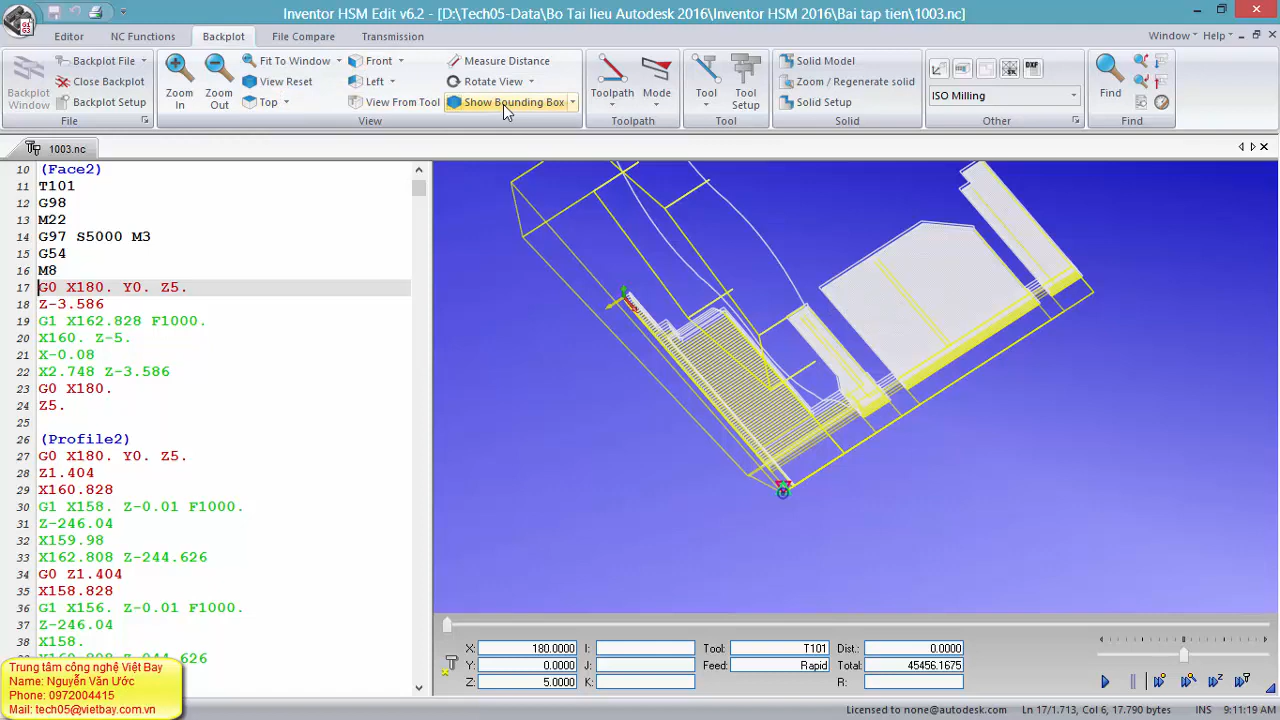 Inventor HSM Edit v6.2 - [D:\Tech05-Data\Bo Tai lieu Autodesk 2016\Inventor HSM 2016\Bai tap tien\1003.nc]
Editor NC Functions Backplot File Compare Transmission Window Help
Backplot Window
Backplot File
Close Backplot
Backplot Setup
File
Zoom In
Zoom Out
Fit To Window
View Reset
Top
Front
Left
View From Tool
Measure Distance
Rotate View
Show Bounding Box
View
Toolpath
Mode
Toolpath
Tool
Tool Setup
Tool
Solid Model
Zoom / Regenerate solid
Solid Setup
Solid
DXF
ISO Milling
Other
Find
Find
1003.nc
10 (Face2)
11 T101
12 G98
13 M22
14 G97 S5000 M3
15 G54
16 M8
17 G0 X180. Y0. Z5.
18 Z-3.586
19 G1 X162.828 F1000.
20 X160. Z-5.
21 X-0.08
22 X2.748 Z-3.586
23 G0 X180.
24 Z5.
25
26 (Profile2)
27 G0 X180. Y0. Z5.
28 Z1.404
29 X160.828
30 G1 X158. Z-0.01 F1000.
31 Z-246.04
32 X159.98
33 X162.808 Z-244.626
34 G0 Z1.404
35 X158.828
36 G1 X156. Z-0.01 F1000.
37 Z-246.04
38 X158.
44.626
Trung tâm công nghệ Việt Bay
Name: Nguyễn Văn Ước
Phone: 0972004415
Mail: tech05@vietbay.com.vn
X: 180.0000 I: Tool: T101 Dist.: 0.0000
Y: 0.0000 J: Feed: Rapid Total: 45456.1675
Z: 5.0000 K: R:
Licensed to none@autodesk.com Ln 17/1.713, Col 6, 17.790 bytes INS 9:11:19 AM